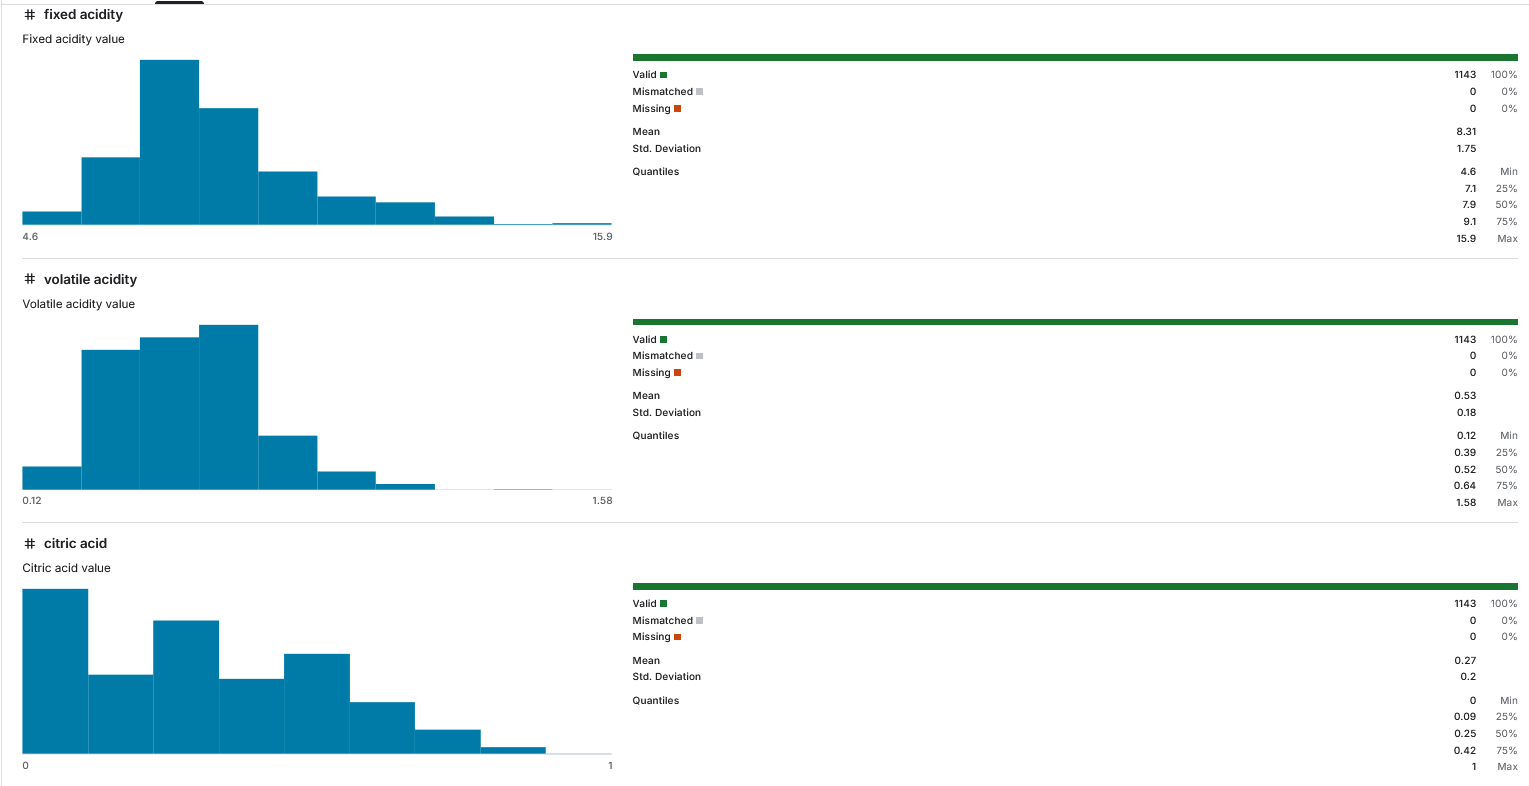 # fixed acidity
Fixed acidity value
4.6 15.9
Valid 1143 100%
Mismatched 0 0%
Missing 0 0%
Mean 8.31
Std. Deviation 1.75
Quantiles 4.6 Min
7.1 25%
7.9 50%
9.1 75%
15.9 Max
# volatile acidity
Volatile acidity value
0.12 1.58
Valid 1143 100%
Mismatched 0 0%
Missing 0 0%
Mean 0.53
Std. Deviation 0.18
Quantiles 0.12 Min
0.39 25%
0.52 50%
0.64 75%
1.58 Max
# citric acid
Citric acid value
0 1
Valid 1143 100%
Mismatched 0 0%
Missing 0 0%
Mean 0.27
Std. Deviation 0.2
Quantiles 0 Min
0.09 25%
0.25 50%
0.42 75%
1 Max